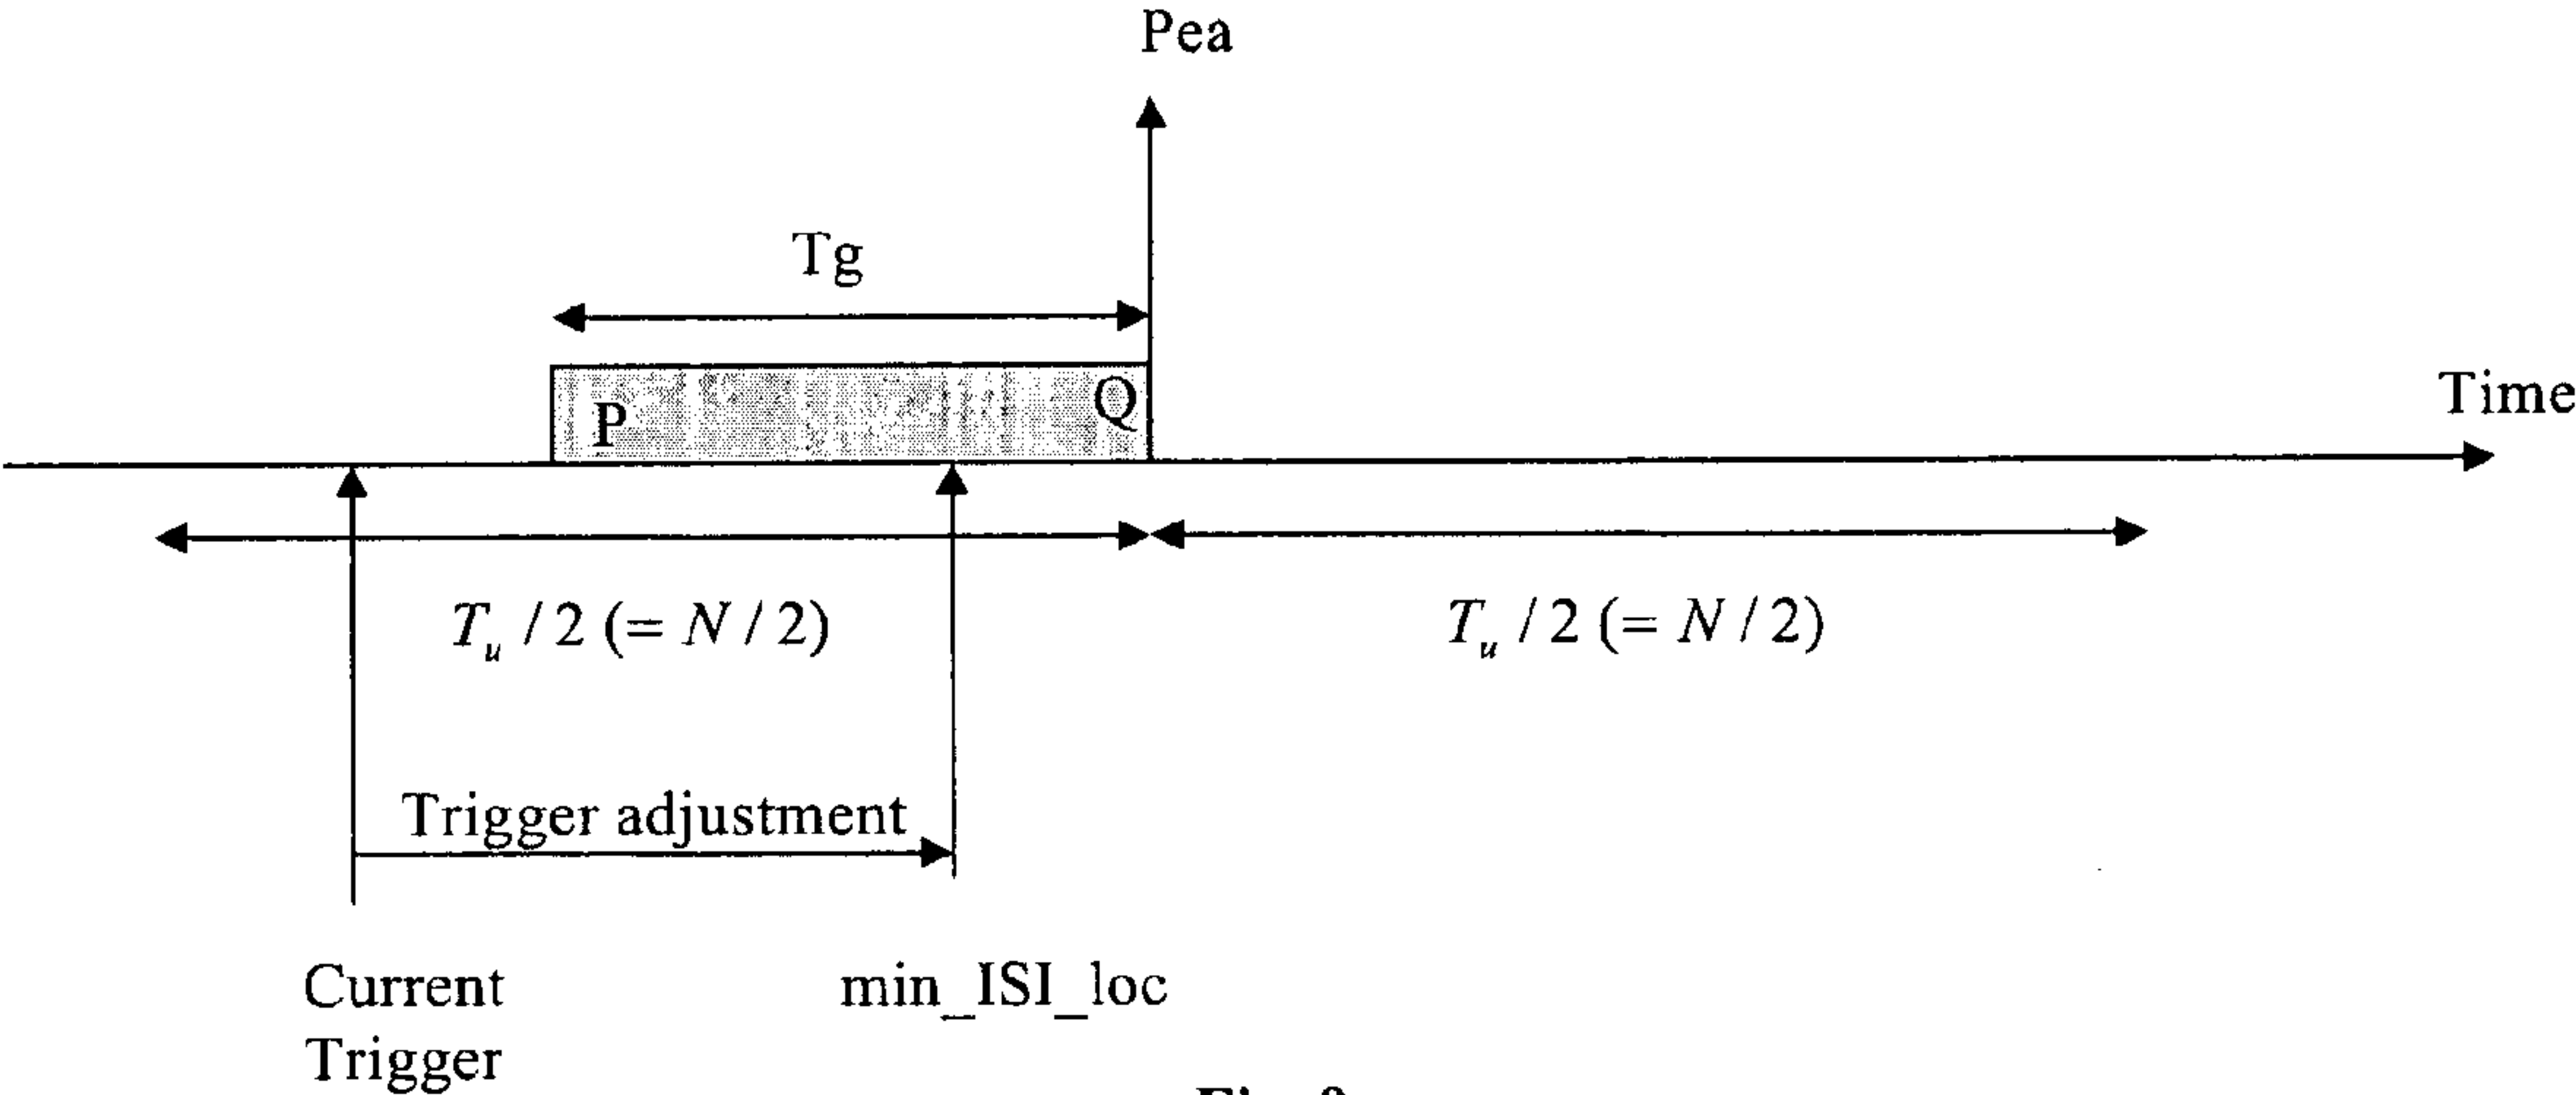 Pea
Tg
P
Q
Time
T_u / 2 (= N / 2)
T_u / 2 (= N / 2)
Trigger adjustment
Current
Trigger
min_ISI_loc